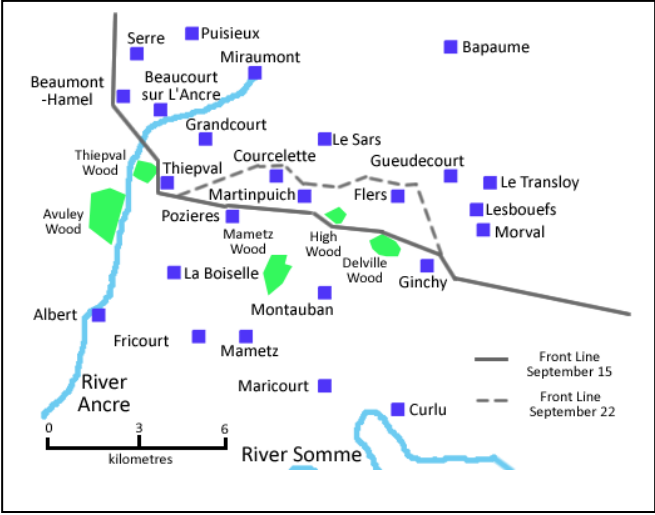 Serre
Puisieux
Miraumont
Bapaume
Beaumont
-Hamel
Beaucourt
sur L'Ancre
Grandcourt
Le Sars
Thiepval
Wood
Thiepval
Courcelette
Gueudecourt
Le Transloy
Martinpuich
Flers
Lesbouefs
Avuley
Wood
Pozieres
Morval
Mametz
Wood
High
Wood
Delville
Wood
La Boiselle
Ginchy
Montauban
Albert
Fricourt
Mametz
Maricourt
Curlu
River
Ancre
Front Line
September 15
Front Line
September 22
0 3 6
kilometres
River Somme